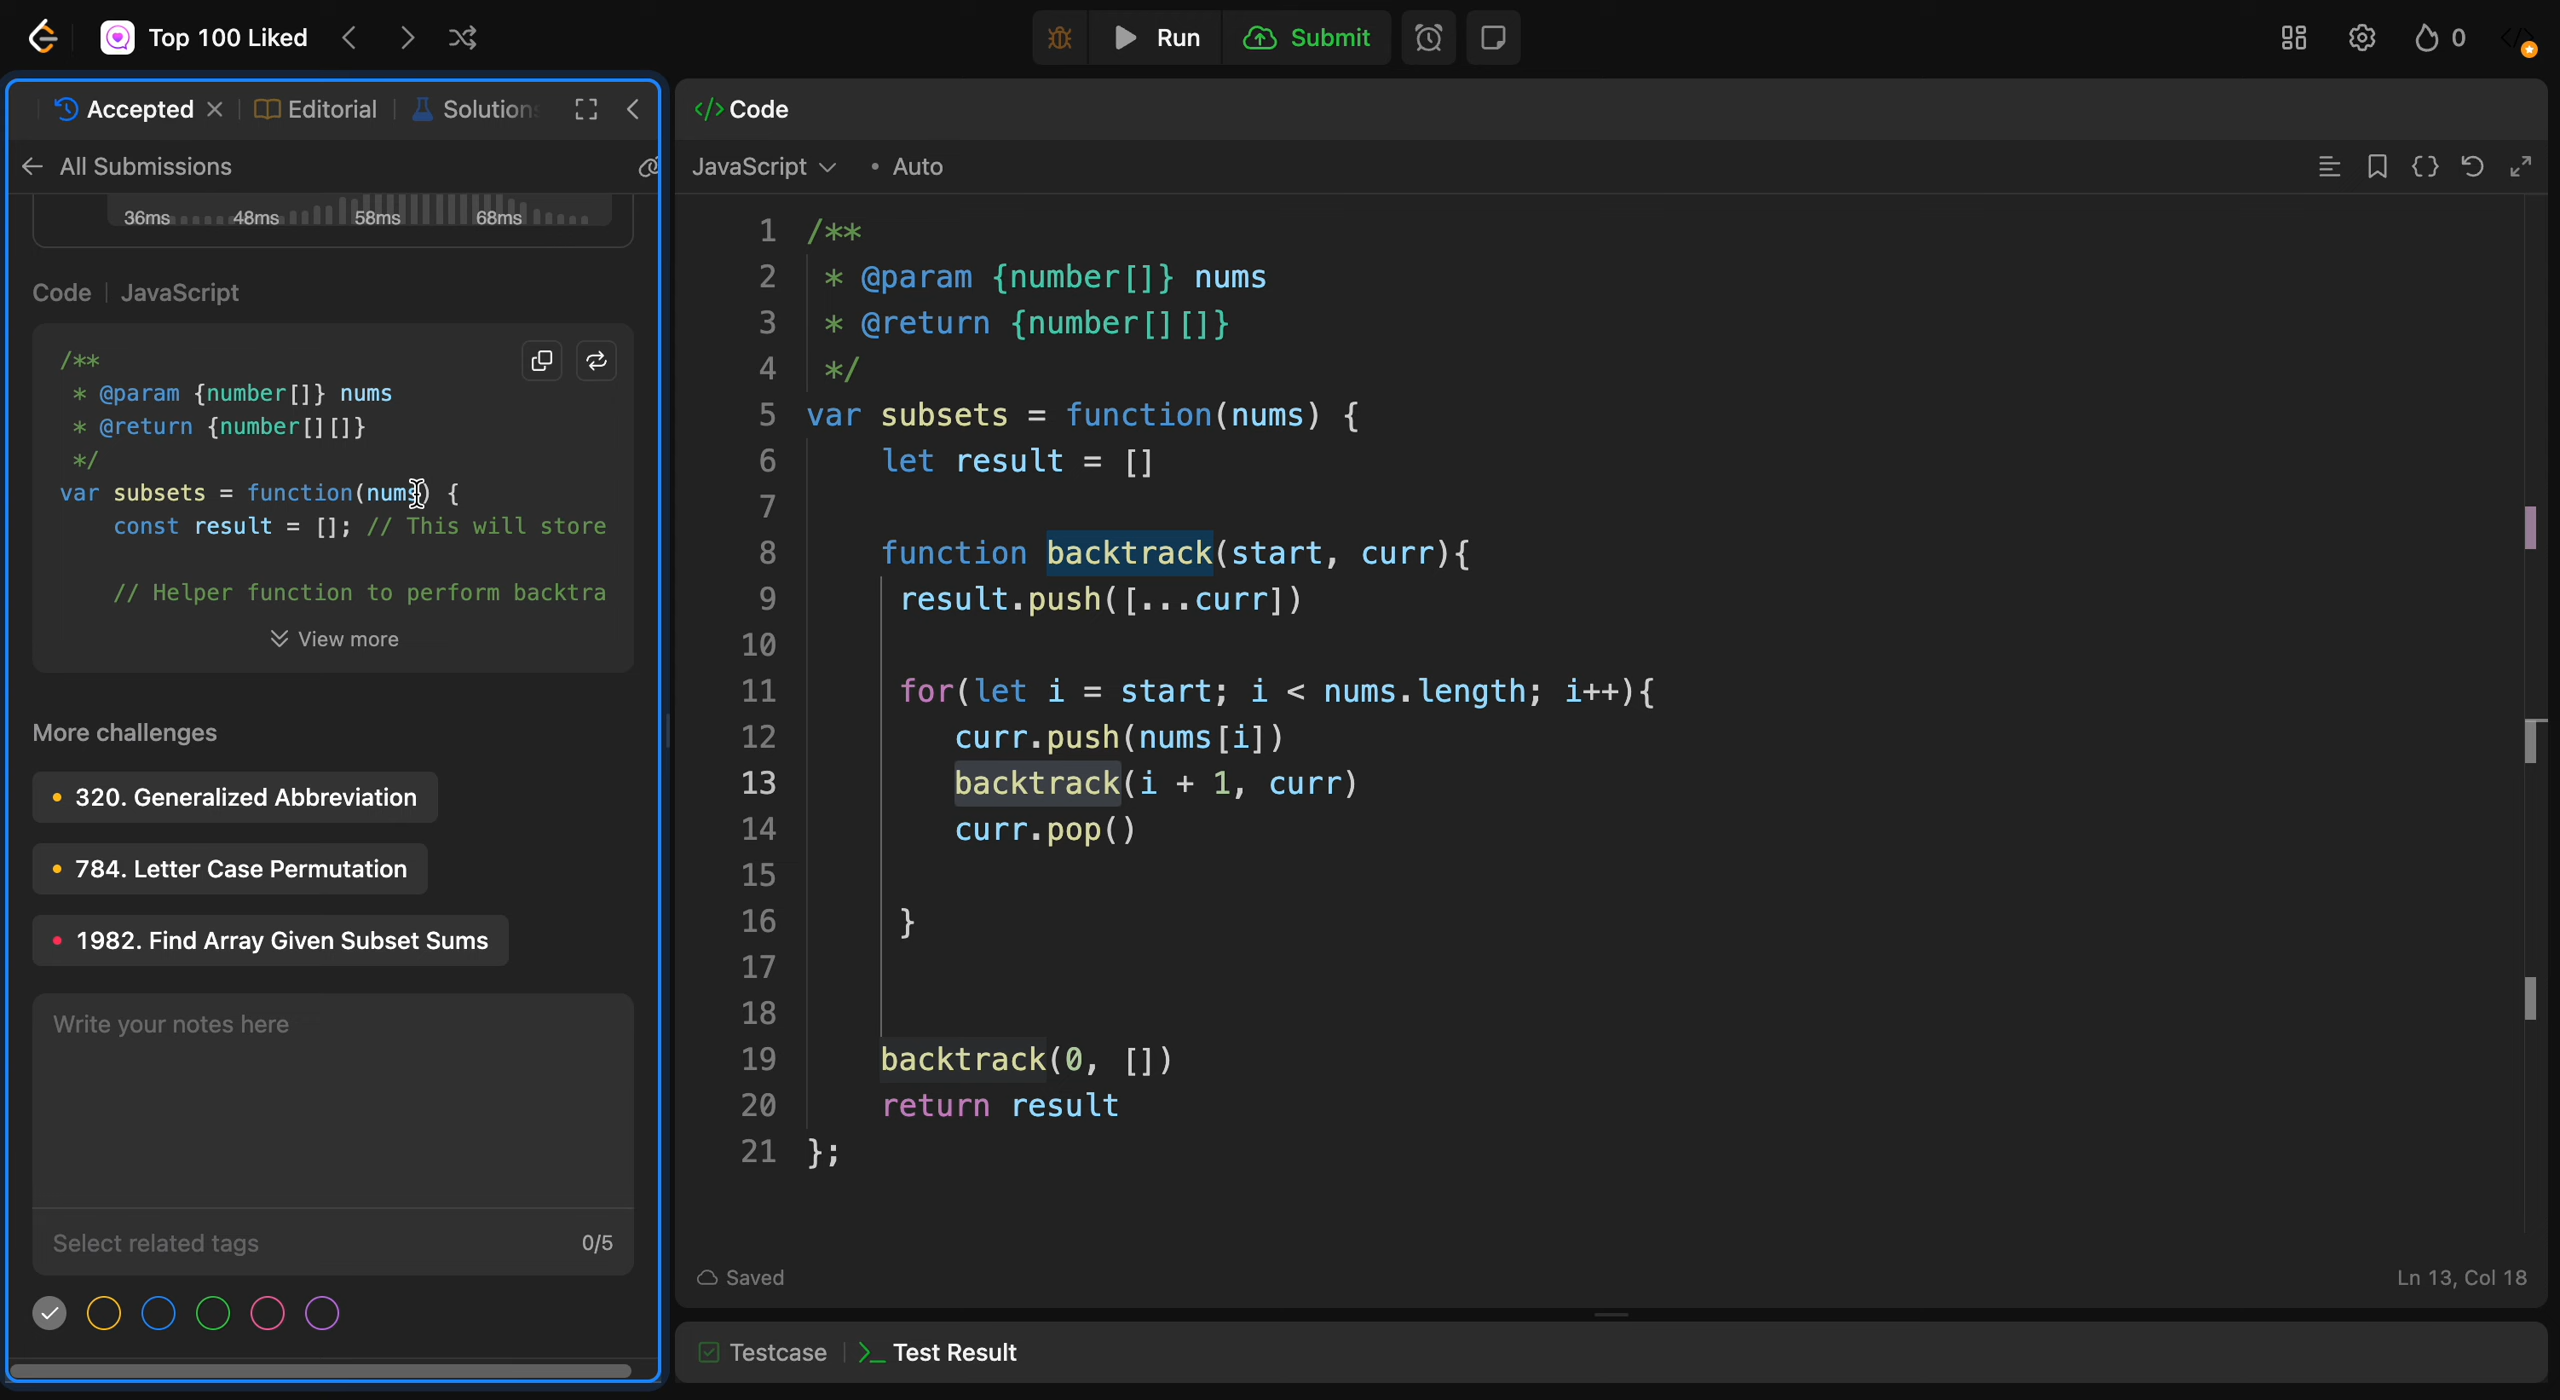 Top 100 Liked
Run
Submit
0
Accepted
Editorial
Solution
All Submissions
36ms 48ms 58ms 68ms
Code | JavaScript
/**
* @param {number[]} nums
* @return {number[][]}
*/
var subsets = function(nums) {
const result = []; // This will store
// Helper function to perform backtra
View more
More challenges
320. Generalized Abbreviation
784. Letter Case Permutation
1982. Find Array Given Subset Sums
Write your notes here
Select related tags 0/5
</> Code
JavaScript • Auto
1 /**
2 * @param {number[]} nums
3 * @return {number[][]}
4 */
5 var subsets = function(nums) {
6 let result = []
7
8 function backtrack(start, curr){
9 result.push([...curr])
10
11 for(let i = start; i < nums.length; i++){
12 curr.push(nums[i])
13 backtrack(i + 1, curr)
14 curr.pop()
15
16 }
17
18
19 backtrack(0, [])
20 return result
21 };
Saved
Ln 13, Col 18
Testcase
Test Result